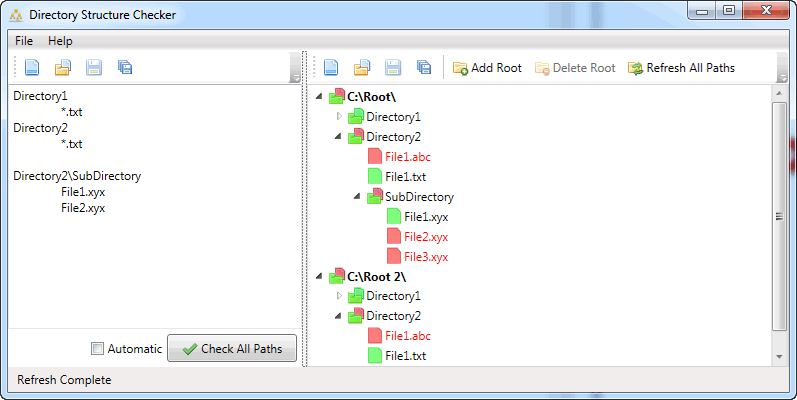 Directory Structure Checker
File Help
Add Root Delete Root Refresh All Paths
Directory1
*.txt
Directory2
*.txt
Directory2\SubDirectory
File1.xyx
File2.xyx
Automatic Check All Paths
C:\Root\
Directory1
Directory2
File1.abc
File1.txt
SubDirectory
File1.xyx
File2.xyx
File3.xyx
C:\Root 2\
Directory1
Directory2
File1.abc
File1.txt
Refresh Complete